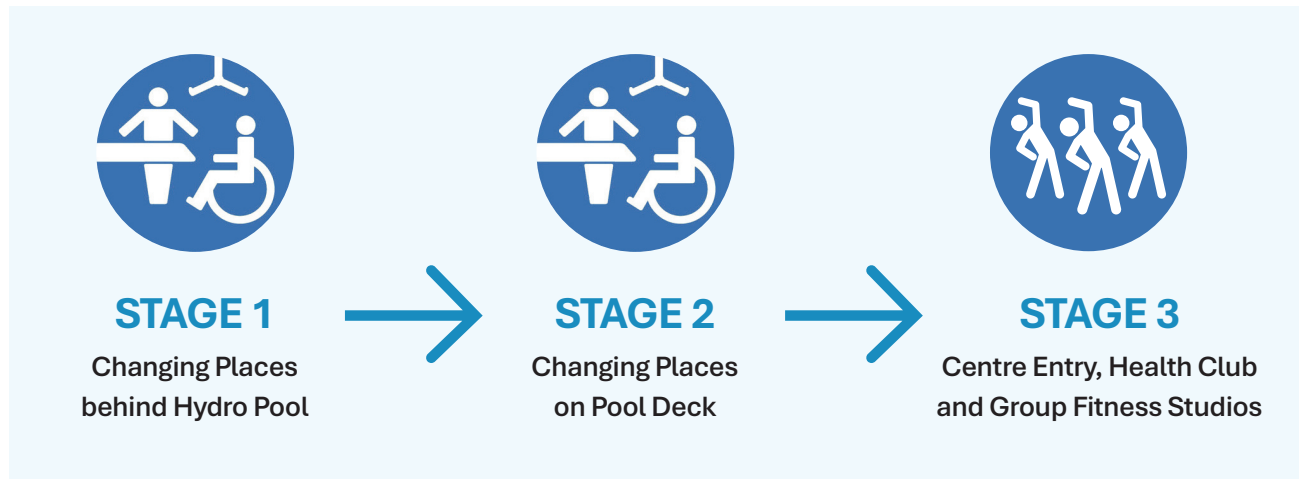 STAGE 1
Changing Places
behind Hydro Pool
STAGE 2
Changing Places
on Pool Deck
STAGE 3
Centre Entry, Health Club
and Group Fitness Studios